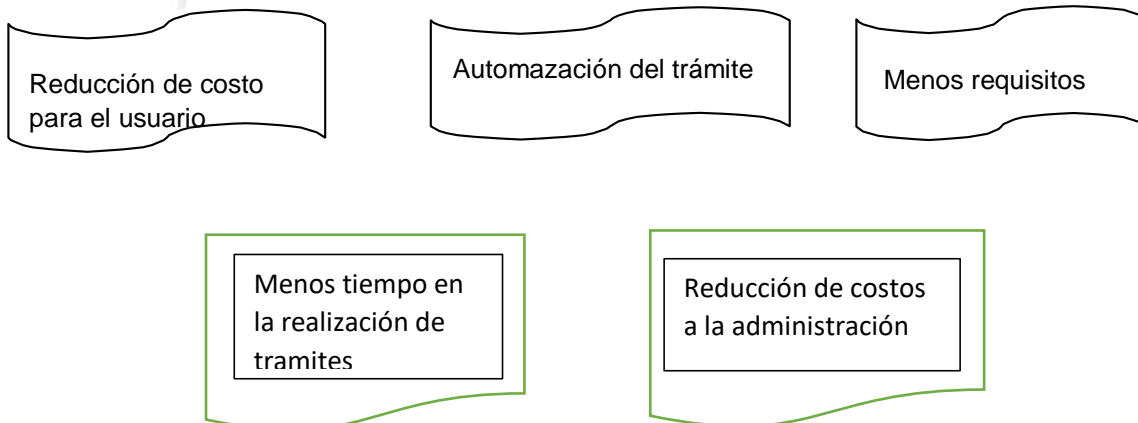 Reducción de costo
para el usuario
Automazación del trámite
Menos requisitos
Menos tiempo en
la realización de
tramites
Reducción de costos
a la administración